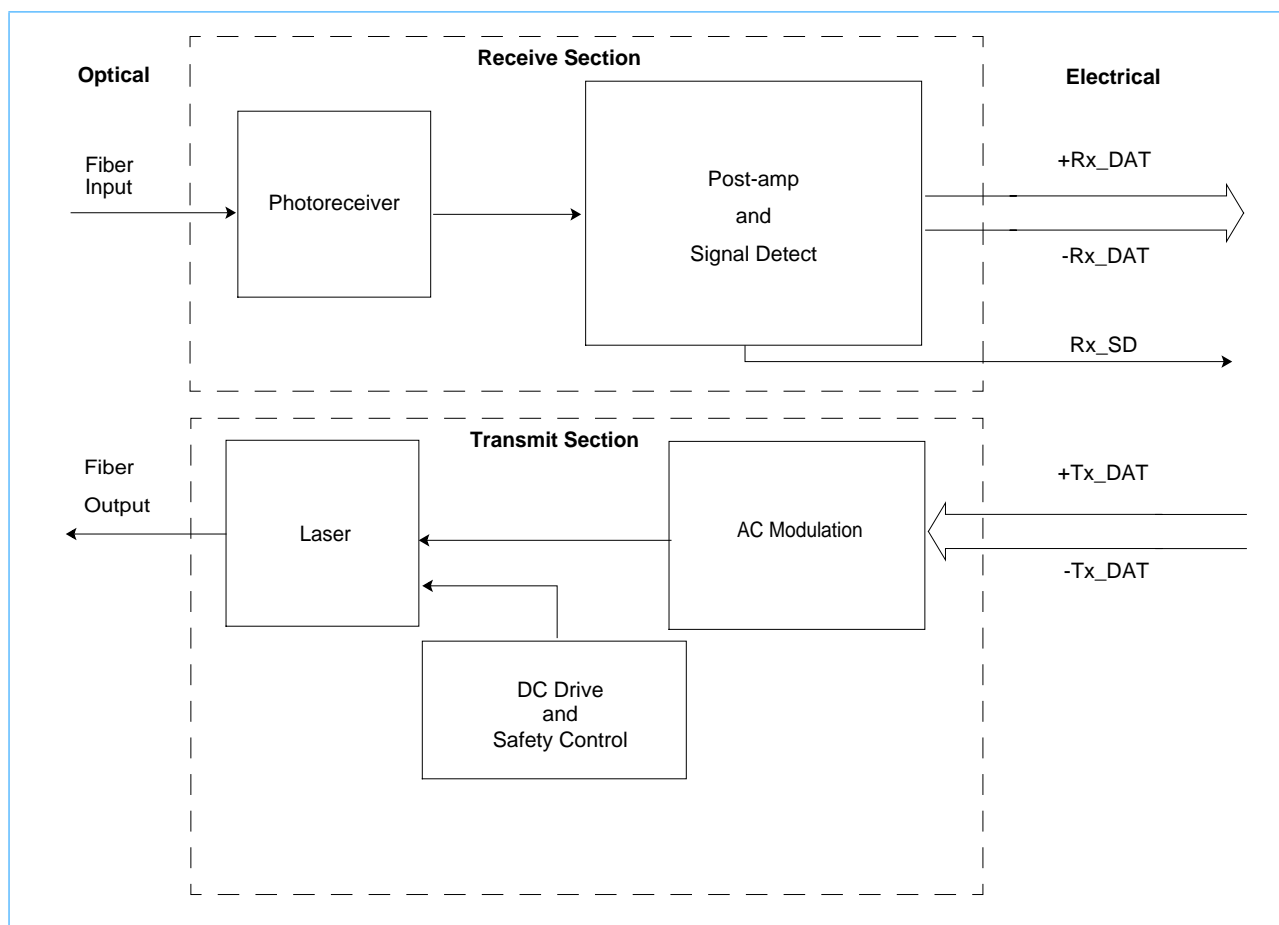 Receive Section
Optical
Electrical
Fiber
Input
Photoreceiver
Post-amp
and
Signal Detect
+Rx_DAT
-Rx_DAT
Rx_SD
Transmit Section
Fiber
Output
Laser
AC Modulation
+Tx_DAT
-Tx_DAT
DC Drive
and
Safety Control